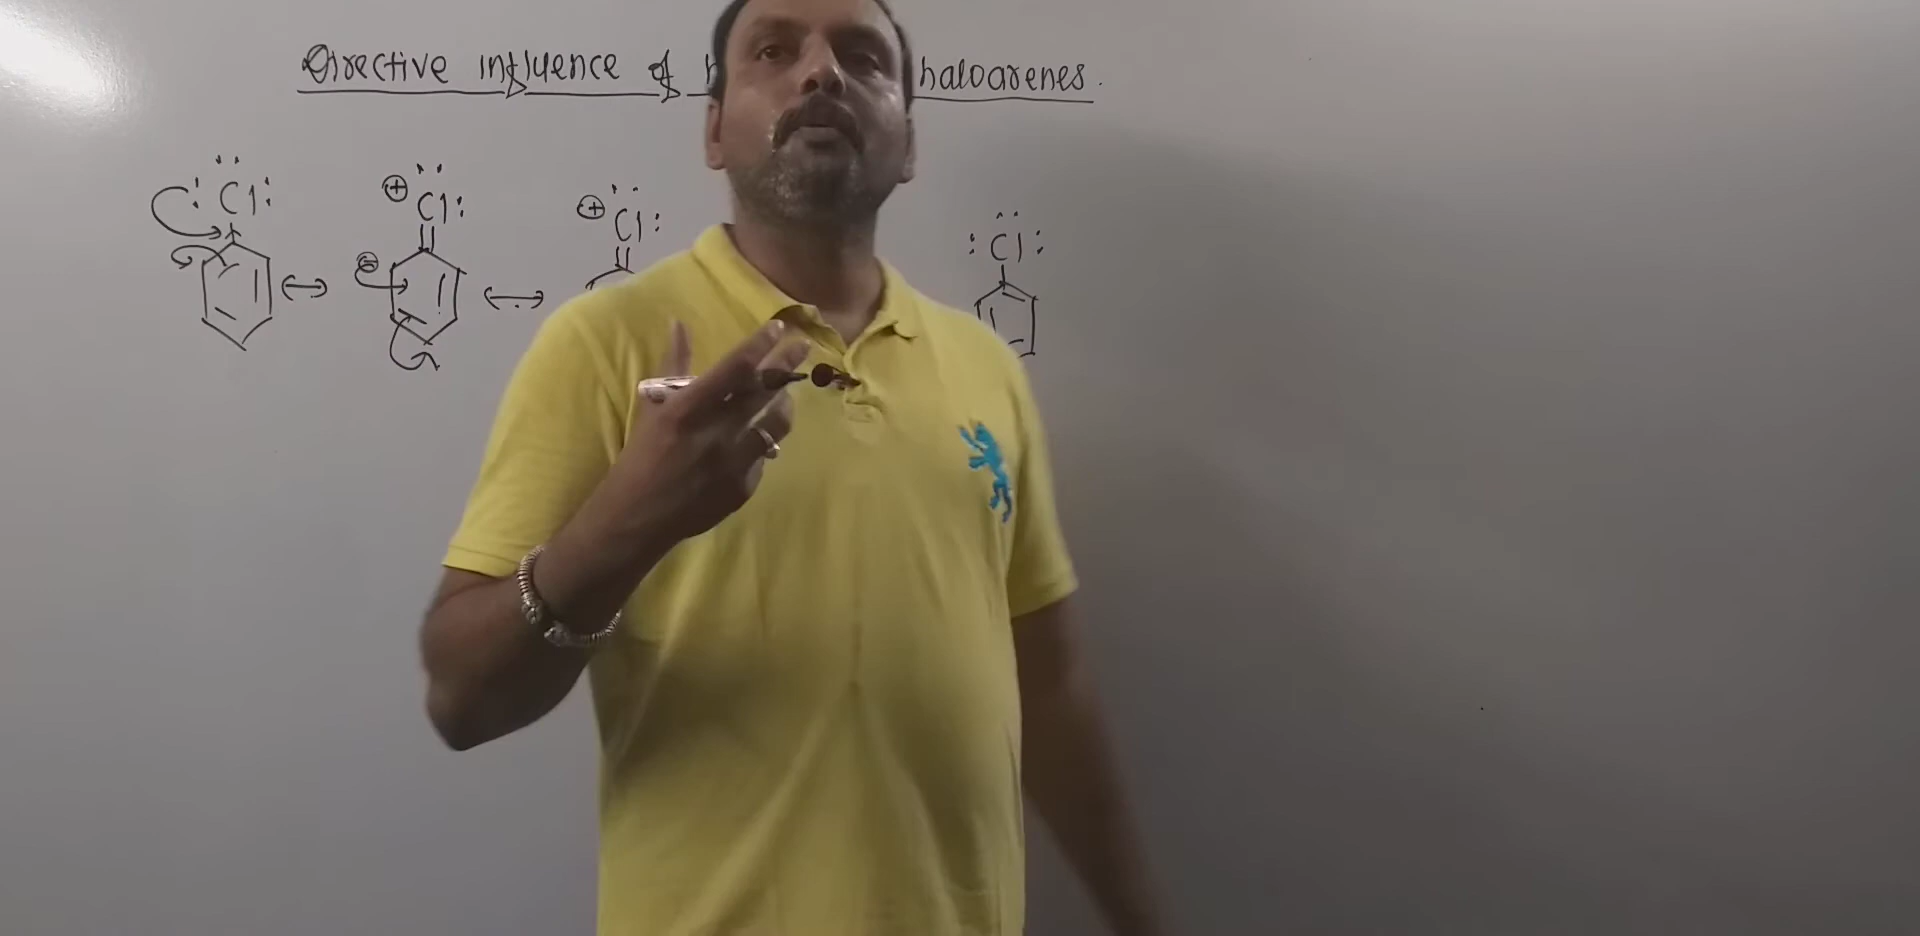 Directive influence of haloarenes.
:Cl: ⊕ Cl: ⊕ Cl: :Cl:
⊖